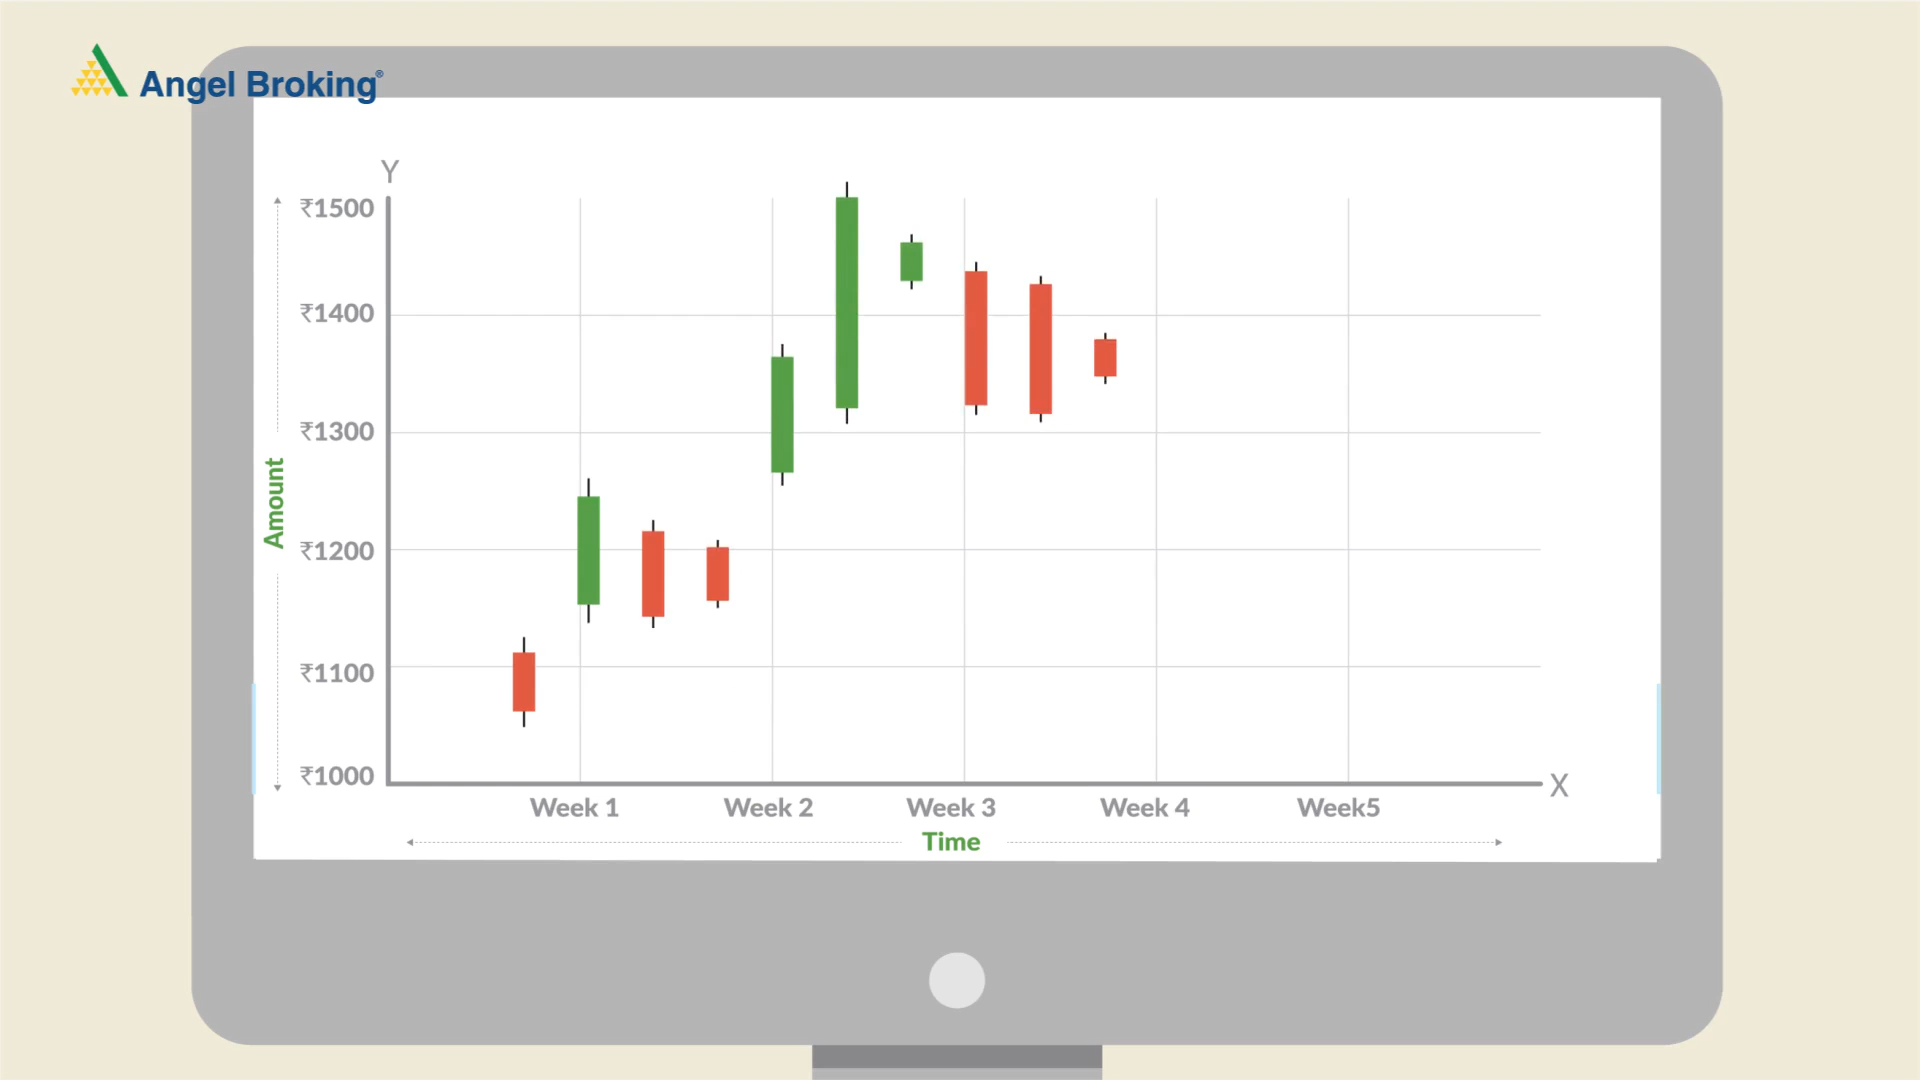 Angel Broking®
Y
₹1500
₹1400
₹1300
₹1200
₹1100
₹1000
Amount
X
Week 1 Week 2 Week 3 Week 4 Week5
Time